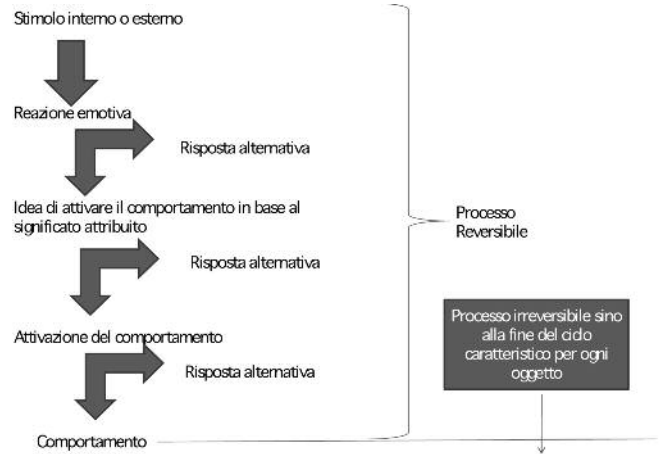 Stimolo interno o esterno
Reazione emotiva
Risposta alternativa
Idea di attivare il comportamento in base al
significato attribuito
Risposta alternativa
Processo
Reversibile
Attivazione del comportamento
Risposta alternativa
Processo irreversibile sino
alla fine del ciclo
caratteristico per ogni
oggetto
Comportamento